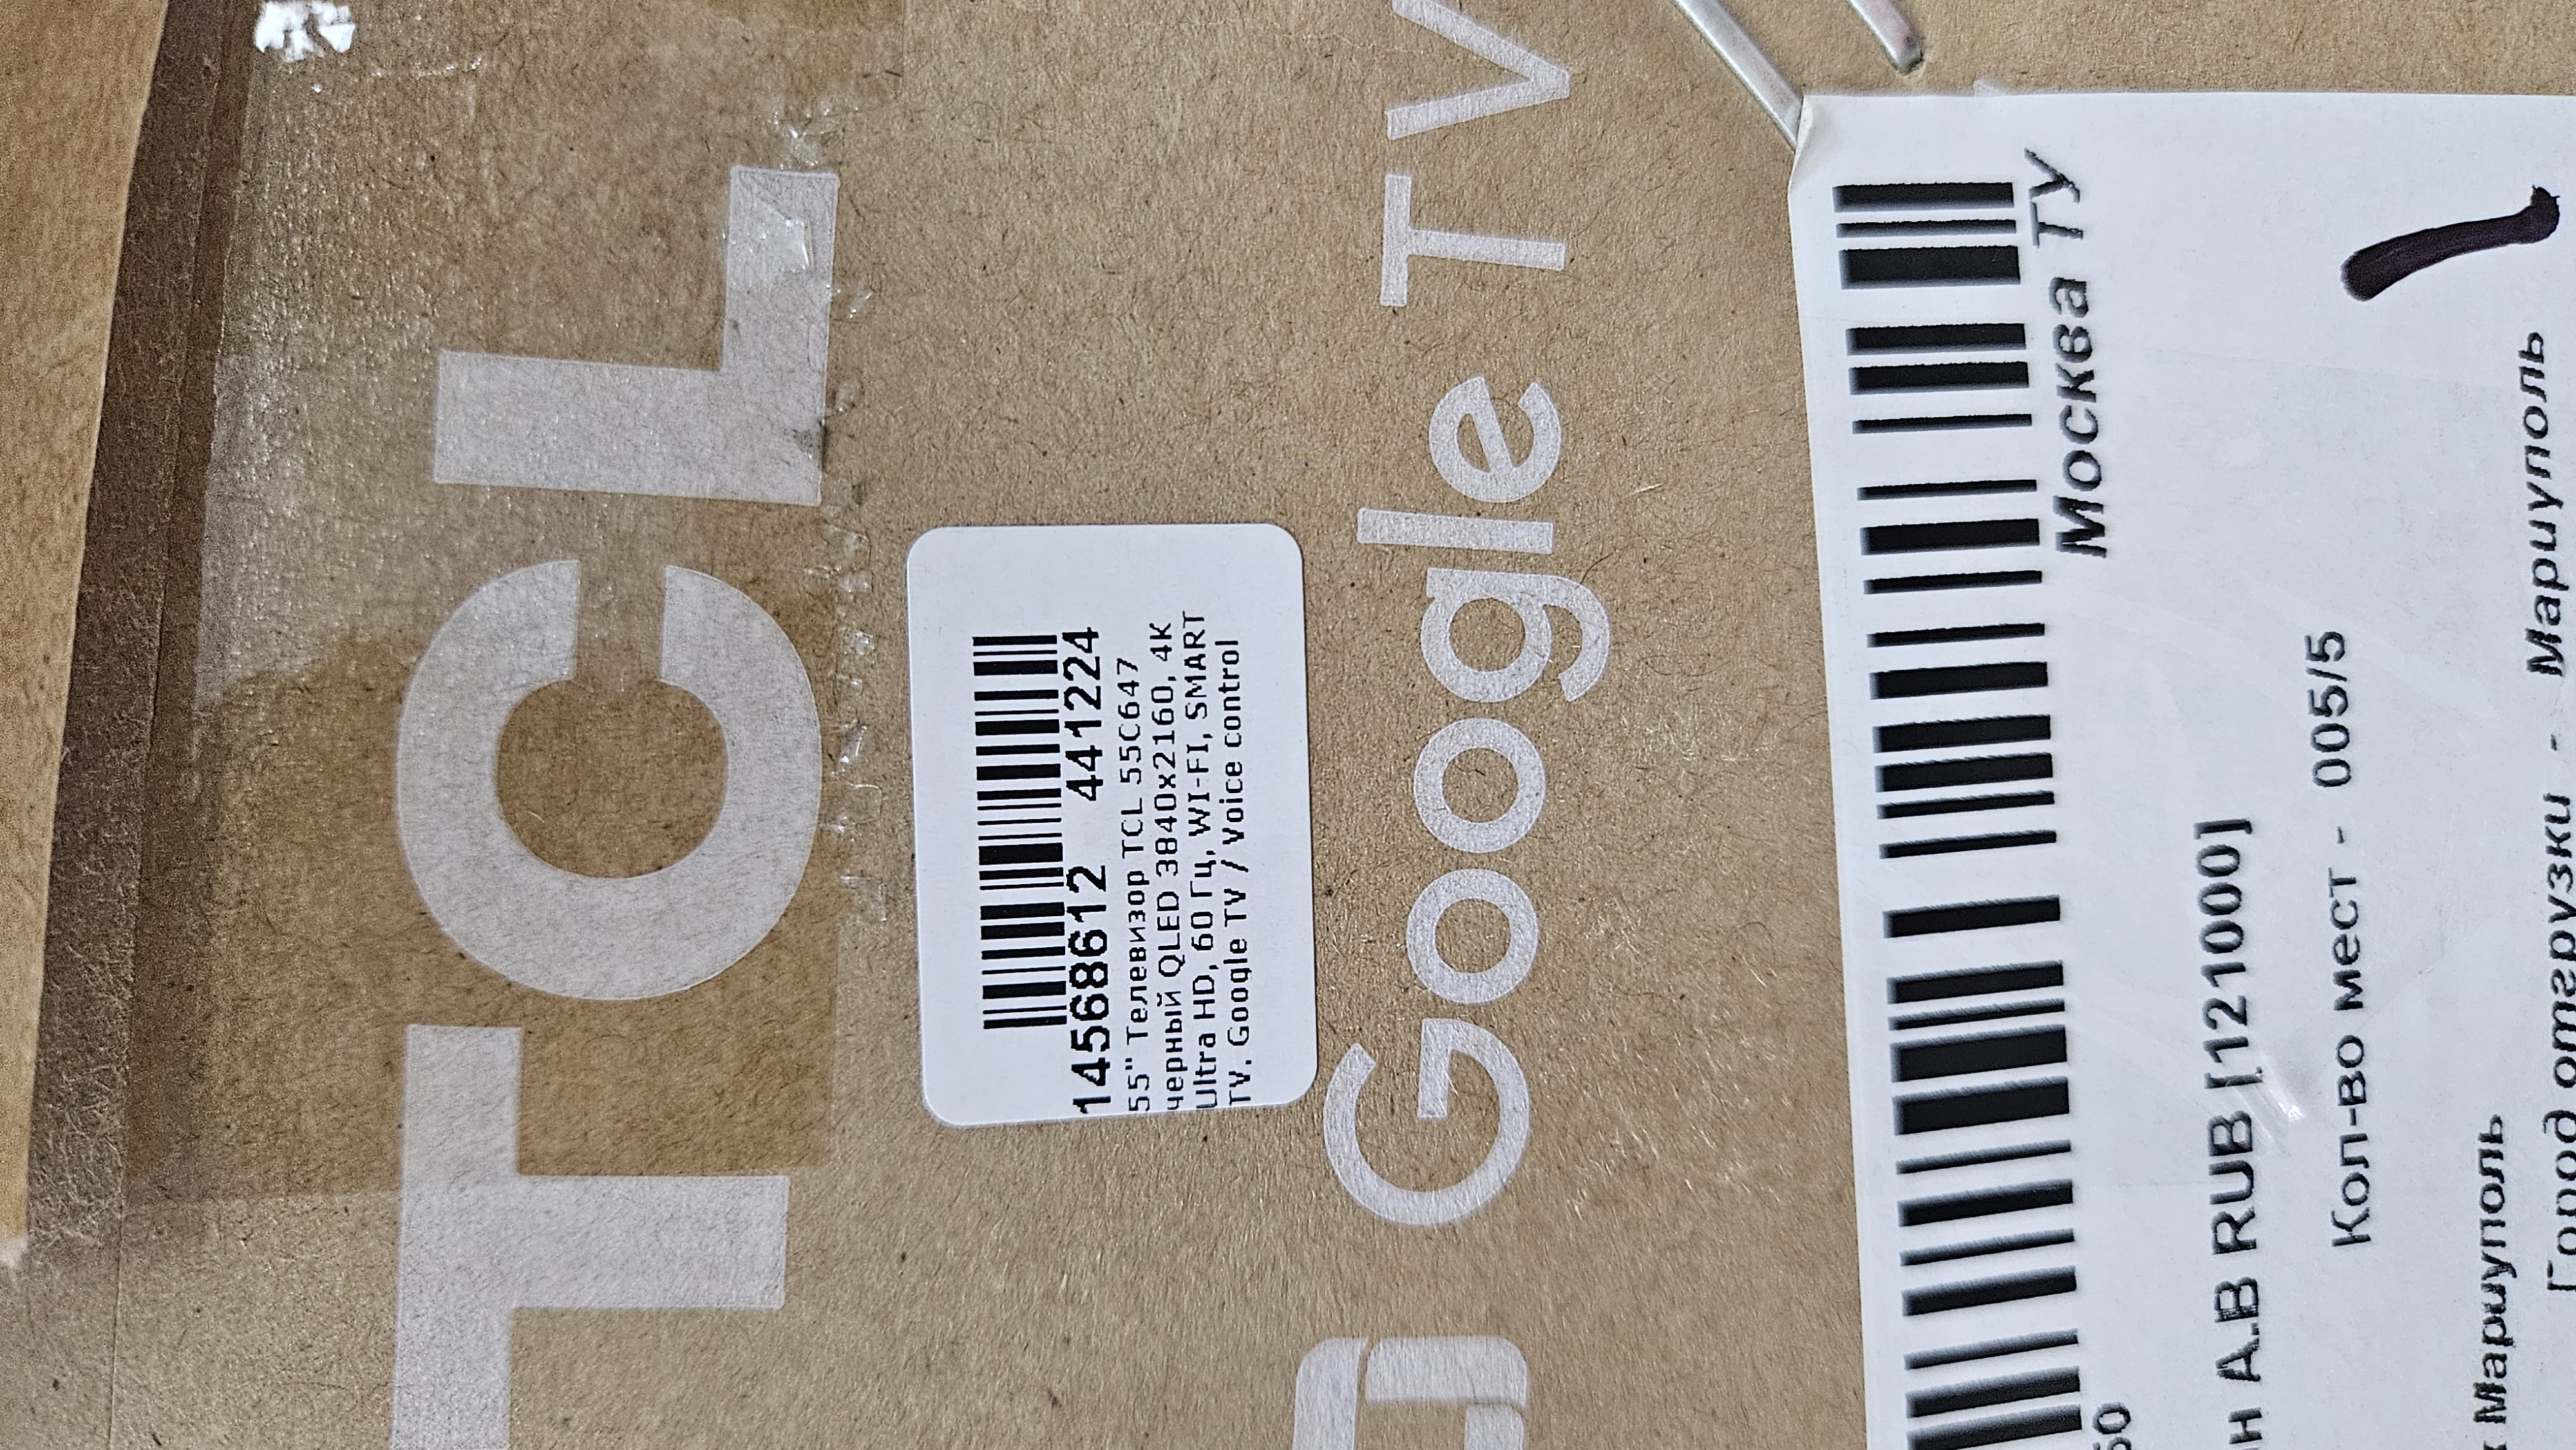 TCL
14568612 441224
55" Телевизор TCL 55C647
черный QLED 3840x2160, 4K
Ultra HD, 60 Гц, WI-FI, SMART
TV. Google TV / Voice control
Google TV
Москва ТУ
А.В RUB [121000]
Кол-во мест - 005/5
Мариуполь
Город отгрузки - Мариуполь